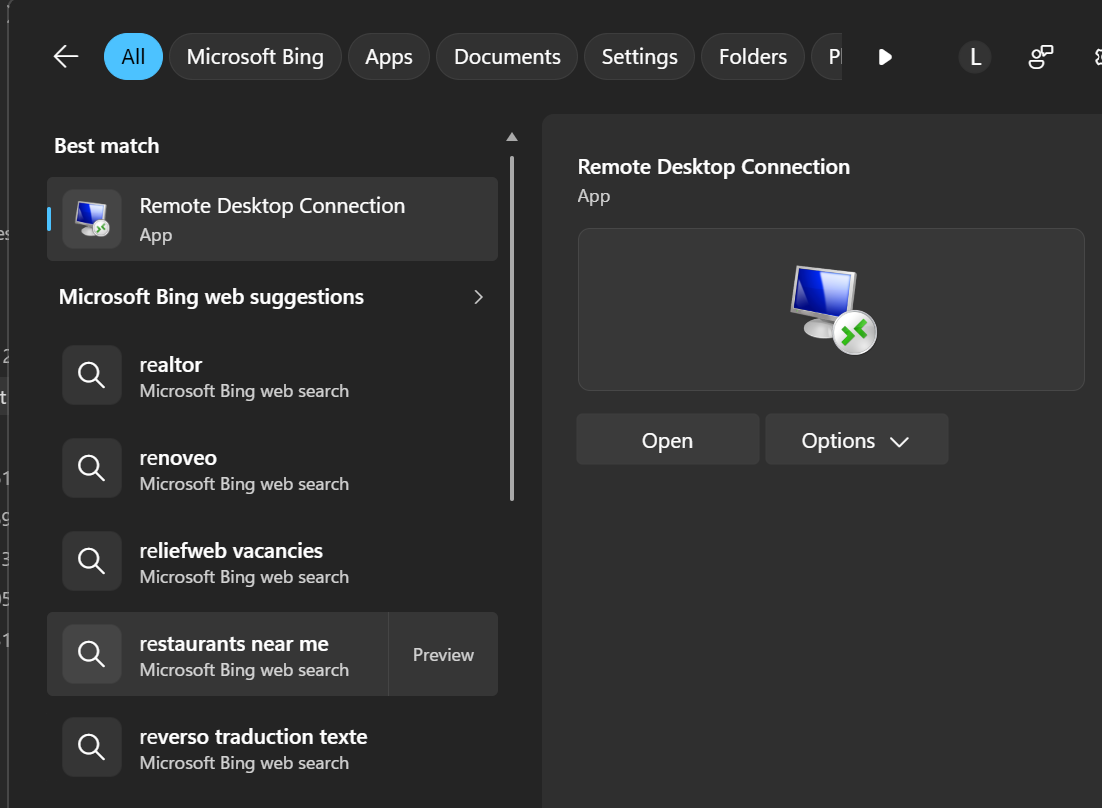 All
Microsoft Bing
Apps
Documents
Settings
Folders
L
Best match
Remote Desktop Connection
App
Microsoft Bing web suggestions
realtor
Microsoft Bing web search
renoveo
Microsoft Bing web search
reliefweb vacancies
Microsoft Bing web search
restaurants near me
Microsoft Bing web search
Preview
reverso traduction texte
Microsoft Bing web search
Remote Desktop Connection
App
Open
Options